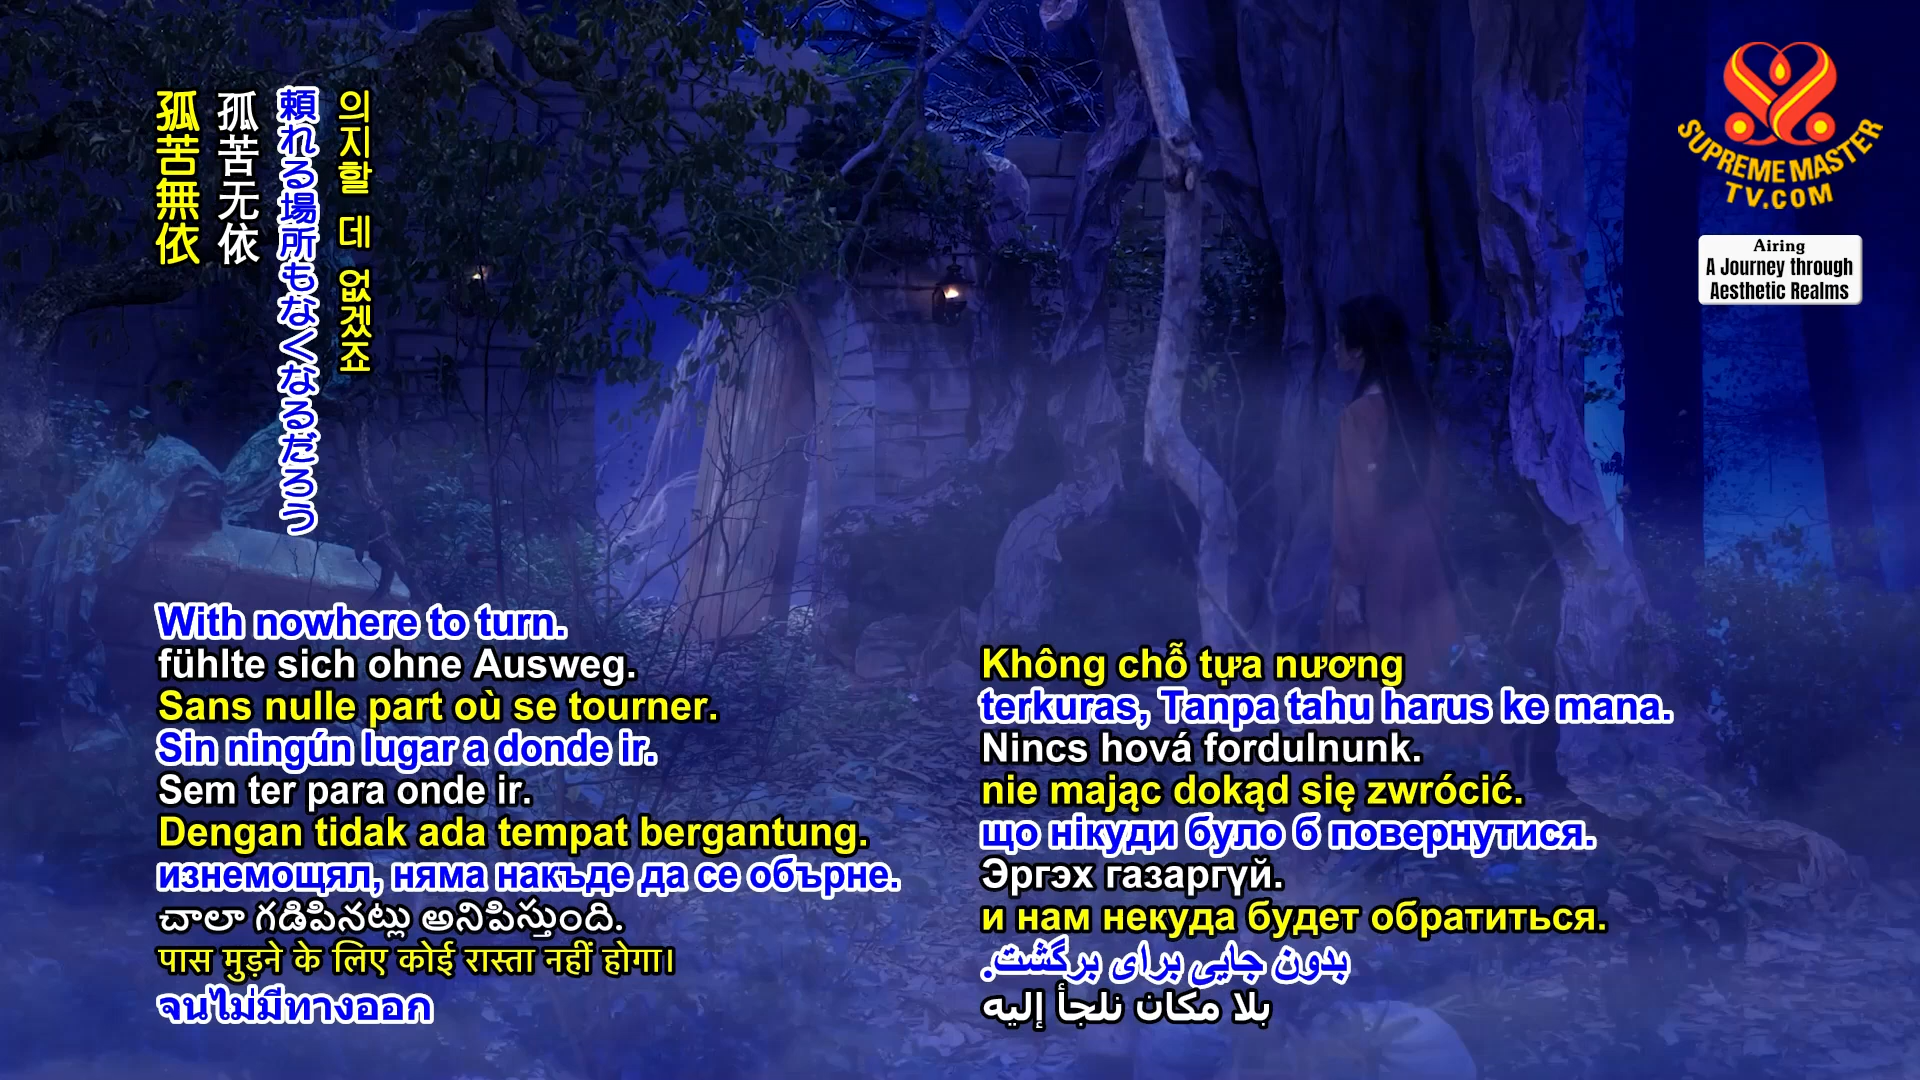 孤苦無依
孤苦无依
頼れる場所もなくなるだろう
의지할 데 없겠죠
SUPREME MASTER
TV.COM
Airing
A Journey through
Aesthetic Realms
With nowhere to turn.
fühlte sich ohne Ausweg.
Sans nulle part où se tourner.
Sin ningún lugar a donde ir.
Sem ter para onde ir.
Dengan tidak ada tempat bergantung.
изнемощял, няма накъде да се обърне.
చాలా గడిపినట్లు అనిపిస్తుంది.
पास मुड़ने के लिए कोई रास्ता नहीं होगा।
จนไม่มีทางออก
Không chỗ tựa nương
terkuras, Tanpa tahu harus ke mana.
Nincs hová fordulnunk.
nie mając dokąd się zwrócić.
що нікуди було б повернутися.
Эргэх газаргүй.
и нам некуда будет обратиться.
بدون جایی برای برگشت.
بلا مكان نلجأ إليه